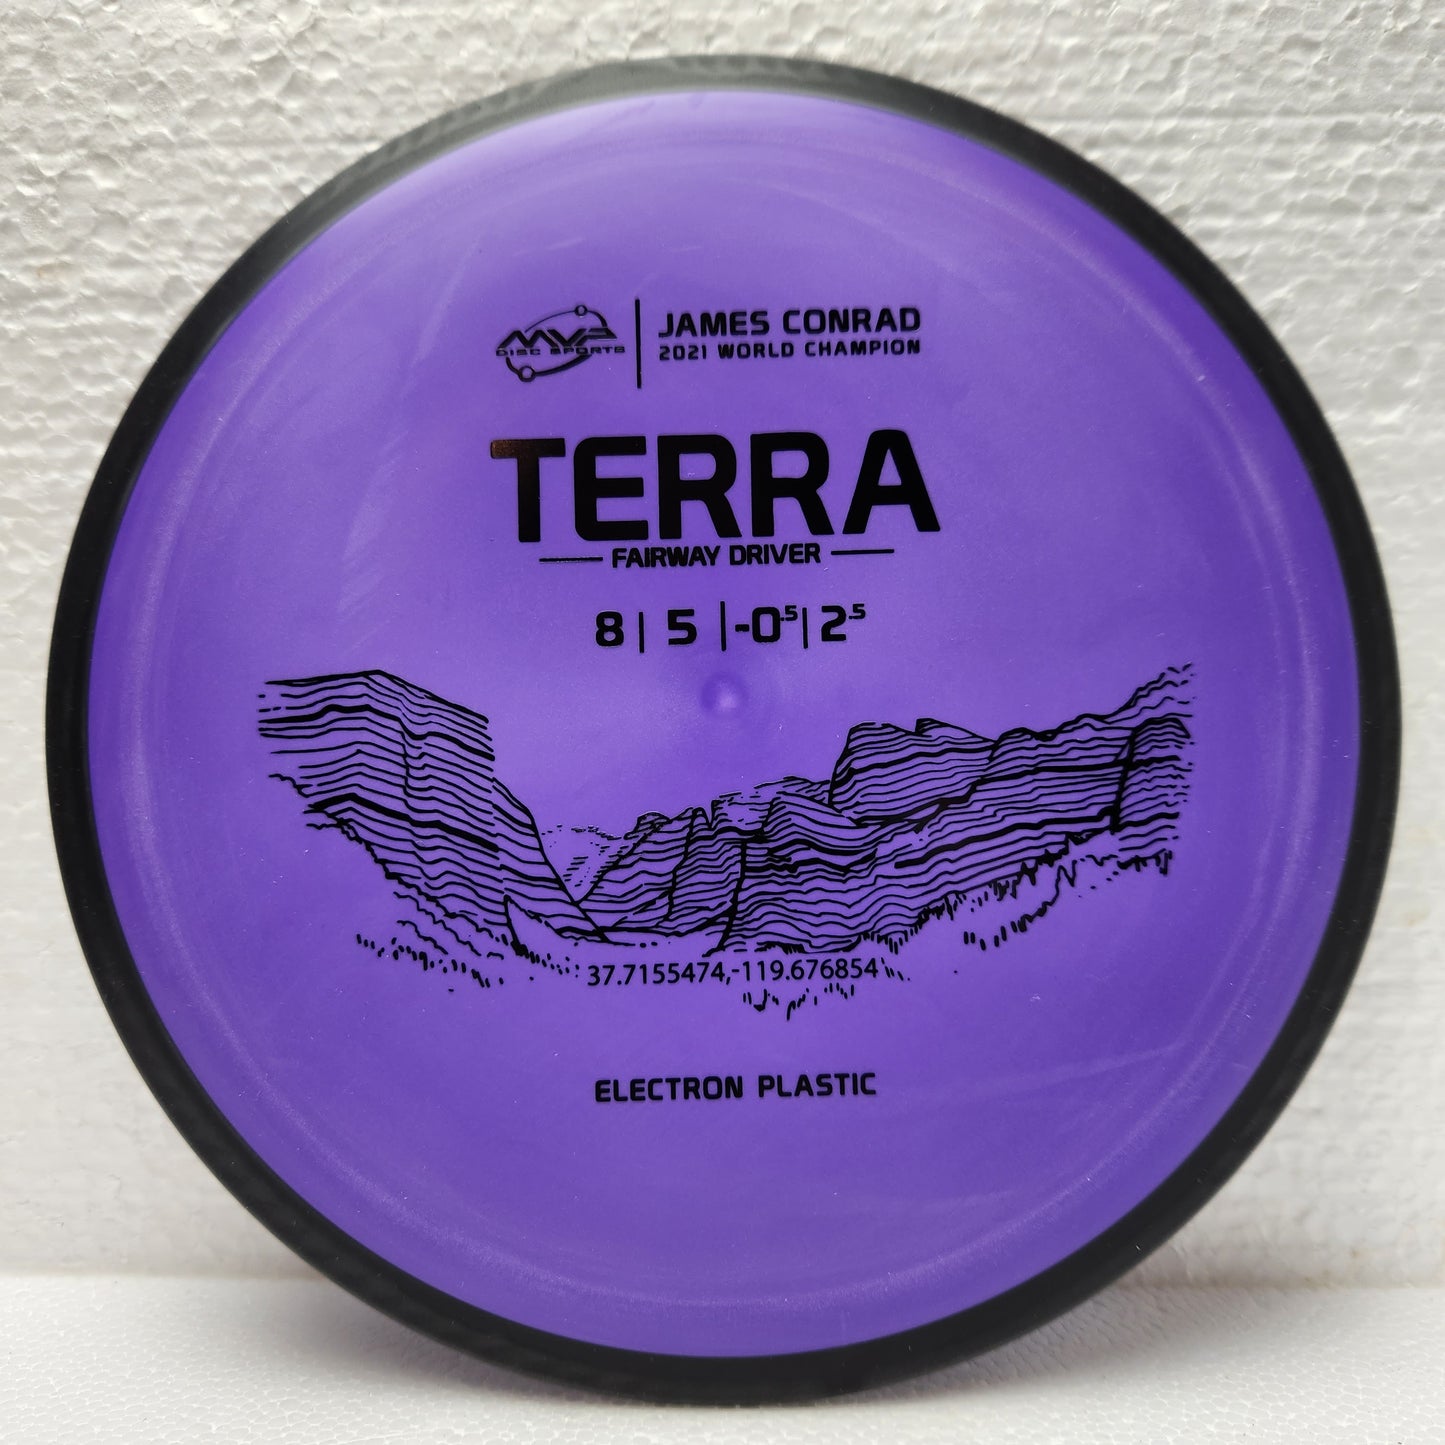 MVP
DISC SPORTS
JAMES CONRAD
2021 WORLD CHAMPION
TERRA
FAIRWAY DRIVER
8 | 5 | -0.5 | 2.5
37.7155474,-119.676854
ELECTRON PLASTIC